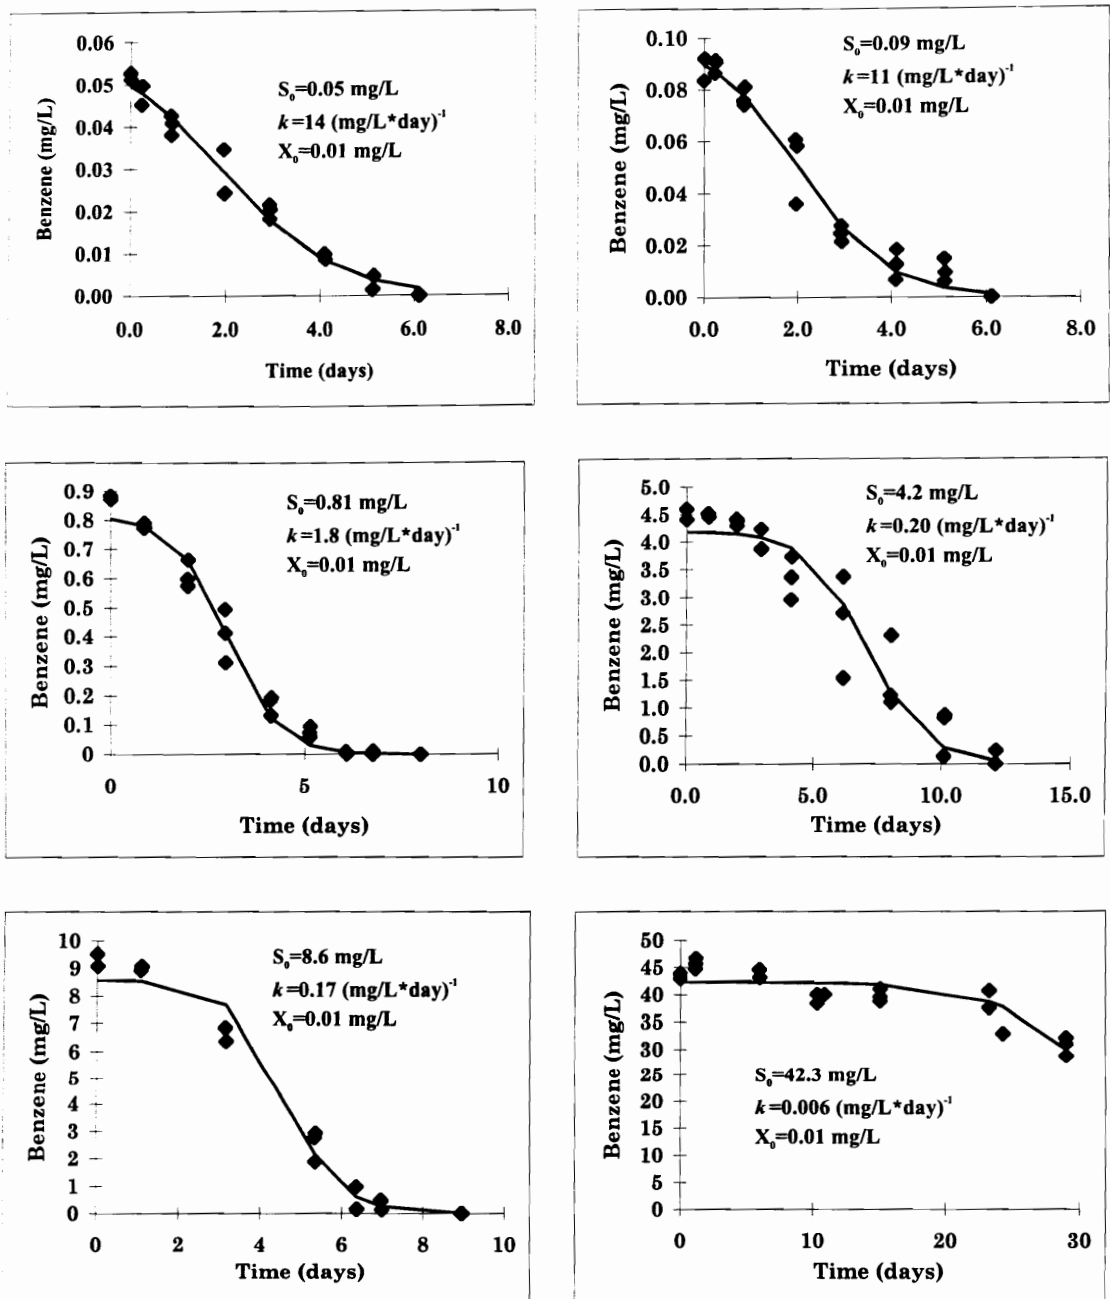 0.06
0.05
0.04
0.03
0.02
0.01
0.00
Benzene (mg/L)
S₀=0.05 mg/L
k=14 (mg/L*day)⁻¹
X₀=0.01 mg/L
0.0 2.0 4.0 6.0 8.0
Time (days)
0.10
0.08
0.06
0.04
0.02
0.00
Benzene (mg/L)
S₀=0.09 mg/L
k=11 (mg/L*day)⁻¹
X₀=0.01 mg/L
0.0 2.0 4.0 6.0 8.0
Time (days)
0.9
0.8
0.7
0.6
0.5
0.4
0.3
0.2
0.1
0
Benzene (mg/L)
S₀=0.81 mg/L
k=1.8 (mg/L*day)⁻¹
X₀=0.01 mg/L
0 5 10
Time (days)
5.0
4.5
4.0
3.5
3.0
2.5
2.0
1.5
1.0
0.5
0.0
Benzene (mg/L)
S₀=4.2 mg/L
k=0.20 (mg/L*day)⁻¹
X₀=0.01 mg/L
0.0 5.0 10.0 15.0
Time (days)
10
9
8
7
6
5
4
3
2
1
0
Benzene (mg/L)
S₀=8.6 mg/L
k=0.17 (mg/L*day)⁻¹
X₀=0.01 mg/L
0 2 4 6 8 10
Time (days)
50
45
40
35
30
25
20
15
10
5
0
Benzene (mg/L)
S₀=42.3 mg/L
k=0.006 (mg/L*day)⁻¹
X₀=0.01 mg/L
0 10 20 30
Time (days)